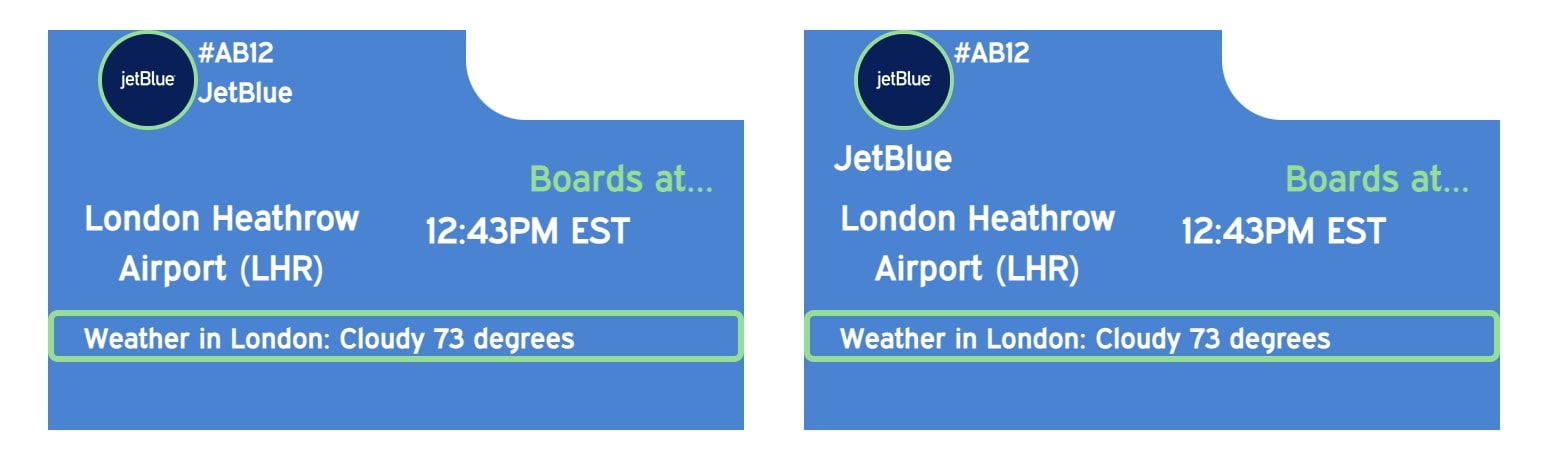 #AB12
jetBlue
JetBlue
Boards at...
London Heathrow
Airport (LHR)
12:43PM EST
Weather in London: Cloudy 73 degrees
#AB12
jetBlue
JetBlue
Boards at...
London Heathrow
Airport (LHR)
12:43PM EST
Weather in London: Cloudy 73 degrees